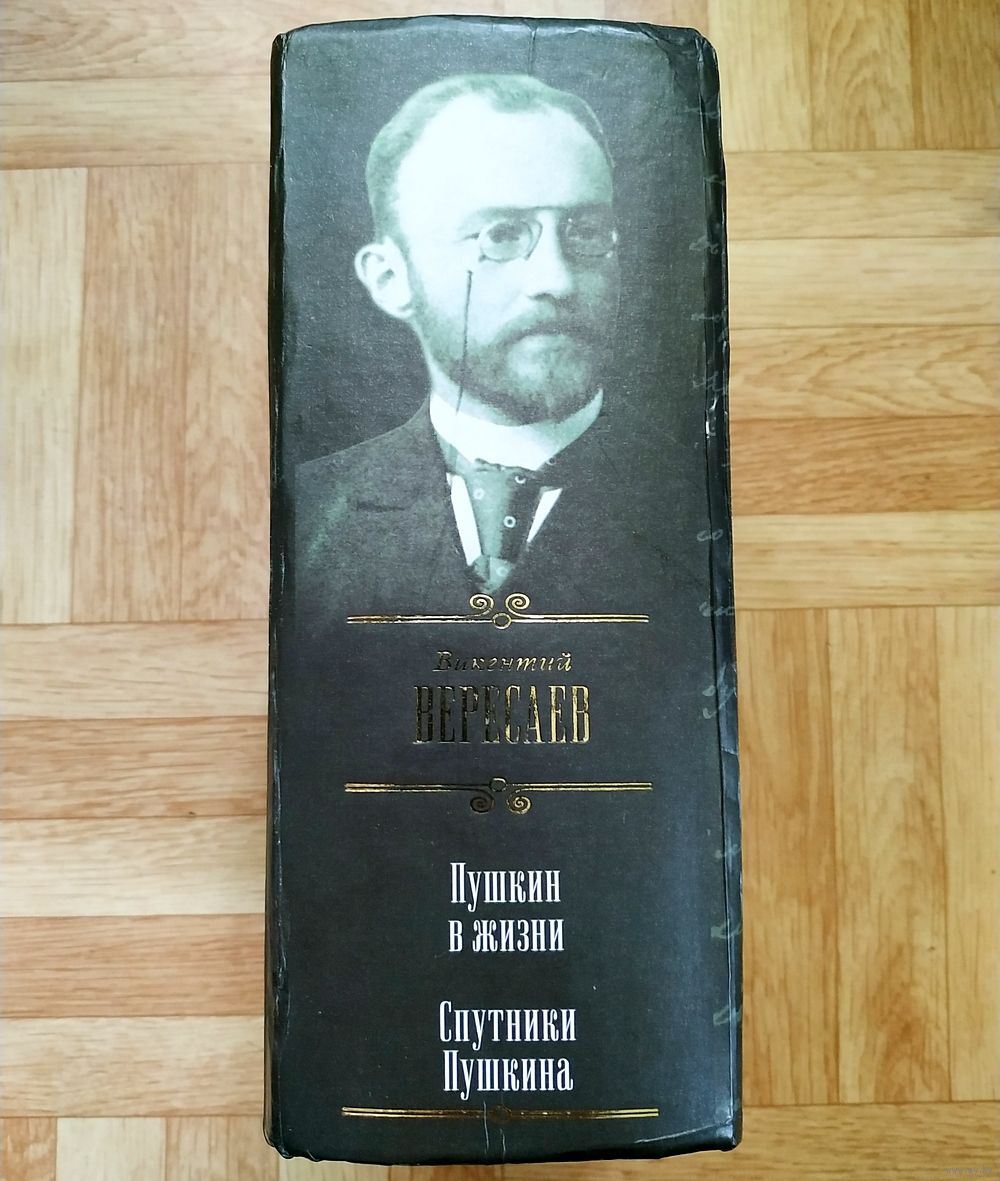 Викентий
ВЕРЕСАЕВ
Пушкин
в жизни
Спутники
Пушкина